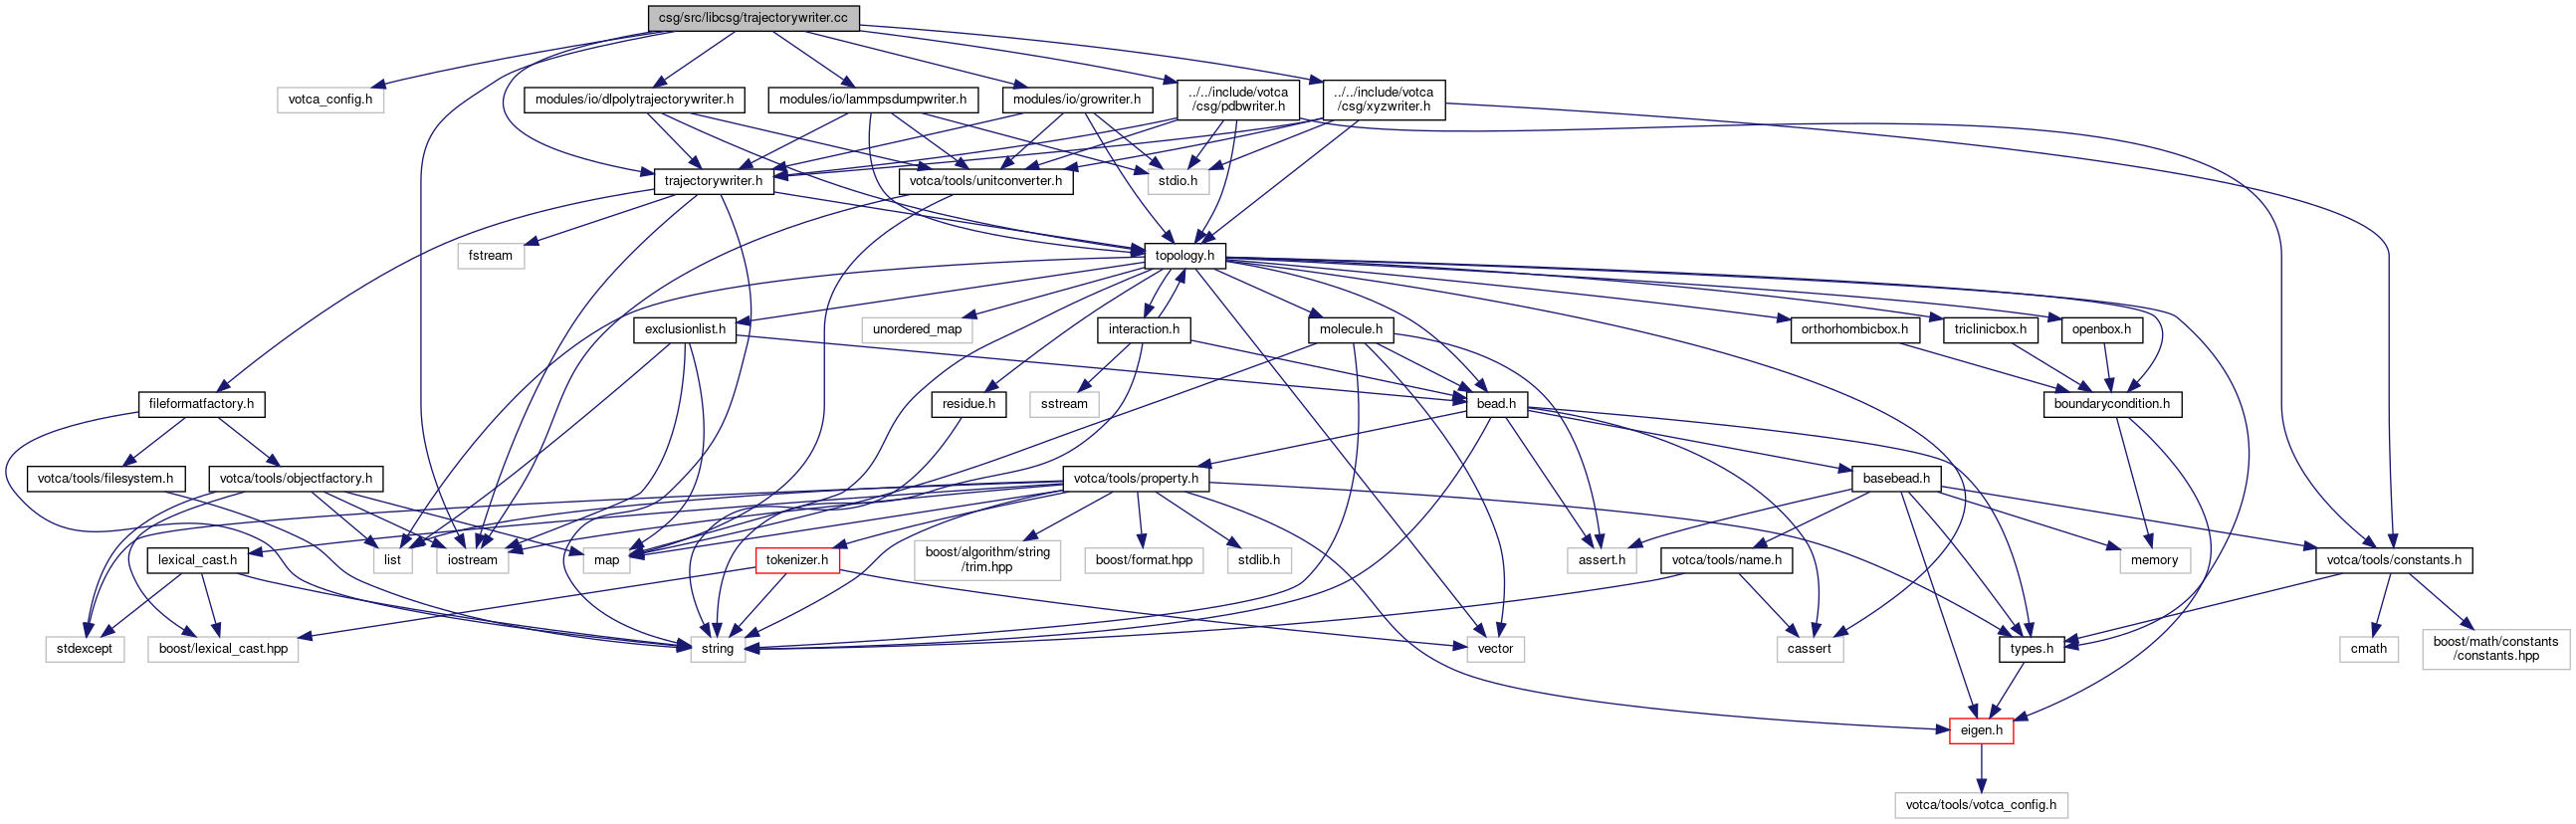 csg/src/libcsg/trajectorywriter.cc
votca_config.h
modules/io/dlpolytrajectorywriter.h
modules/io/lammpsdumpwriter.h
modules/io/growriter.h
../../include/votca
/csg/pdbwriter.h
../../include/votca
/csg/xyzwriter.h
trajectorywriter.h
votca/tools/unitconverter.h
stdio.h
fstream
topology.h
exclusionlist.h
unordered_map
interaction.h
molecule.h
orthorhombicbox.h
triclinicbox.h
openbox.h
fileformatfactory.h
residue.h
sstream
bead.h
boundarycondition.h
votca/tools/filesystem.h
votca/tools/objectfactory.h
votca/tools/property.h
basebead.h
lexical_cast.h
list
iostream
map
tokenizer.h
boost/algorithm/string
/trim.hpp
boost/format.hpp
stdlib.h
assert.h
votca/tools/name.h
memory
votca/tools/constants.h
stdexcept
boost/lexical_cast.hpp
string
vector
cassert
types.h
cmath
boost/math/constants
/constants.hpp
eigen.h
votca/tools/votca_config.h